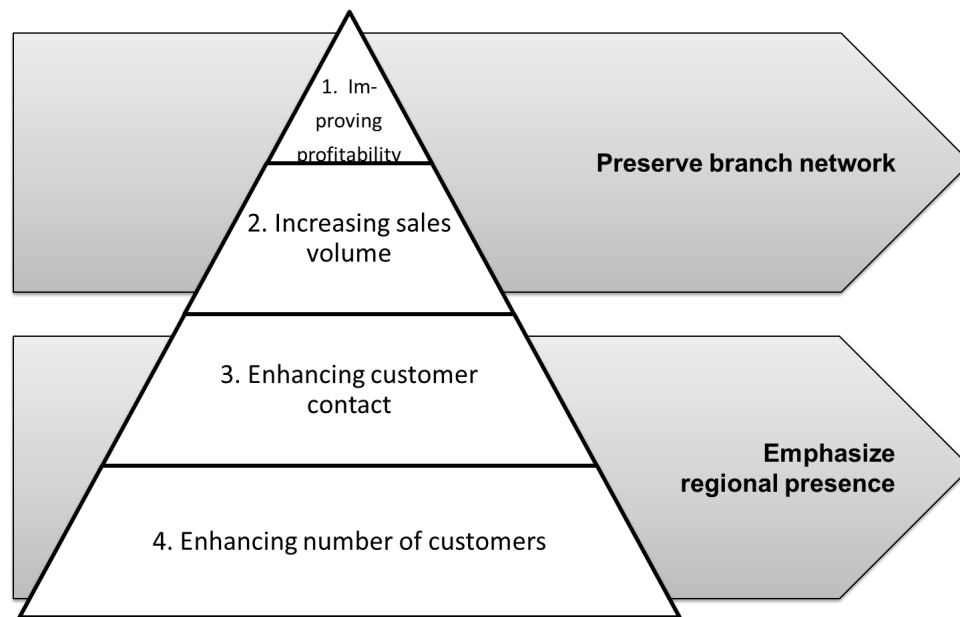 1. Im-
proving
profitability
Preserve branch network
2. Increasing sales
volume
3. Enhancing customer
contact
Emphasize
regional presence
4. Enhancing number of customers